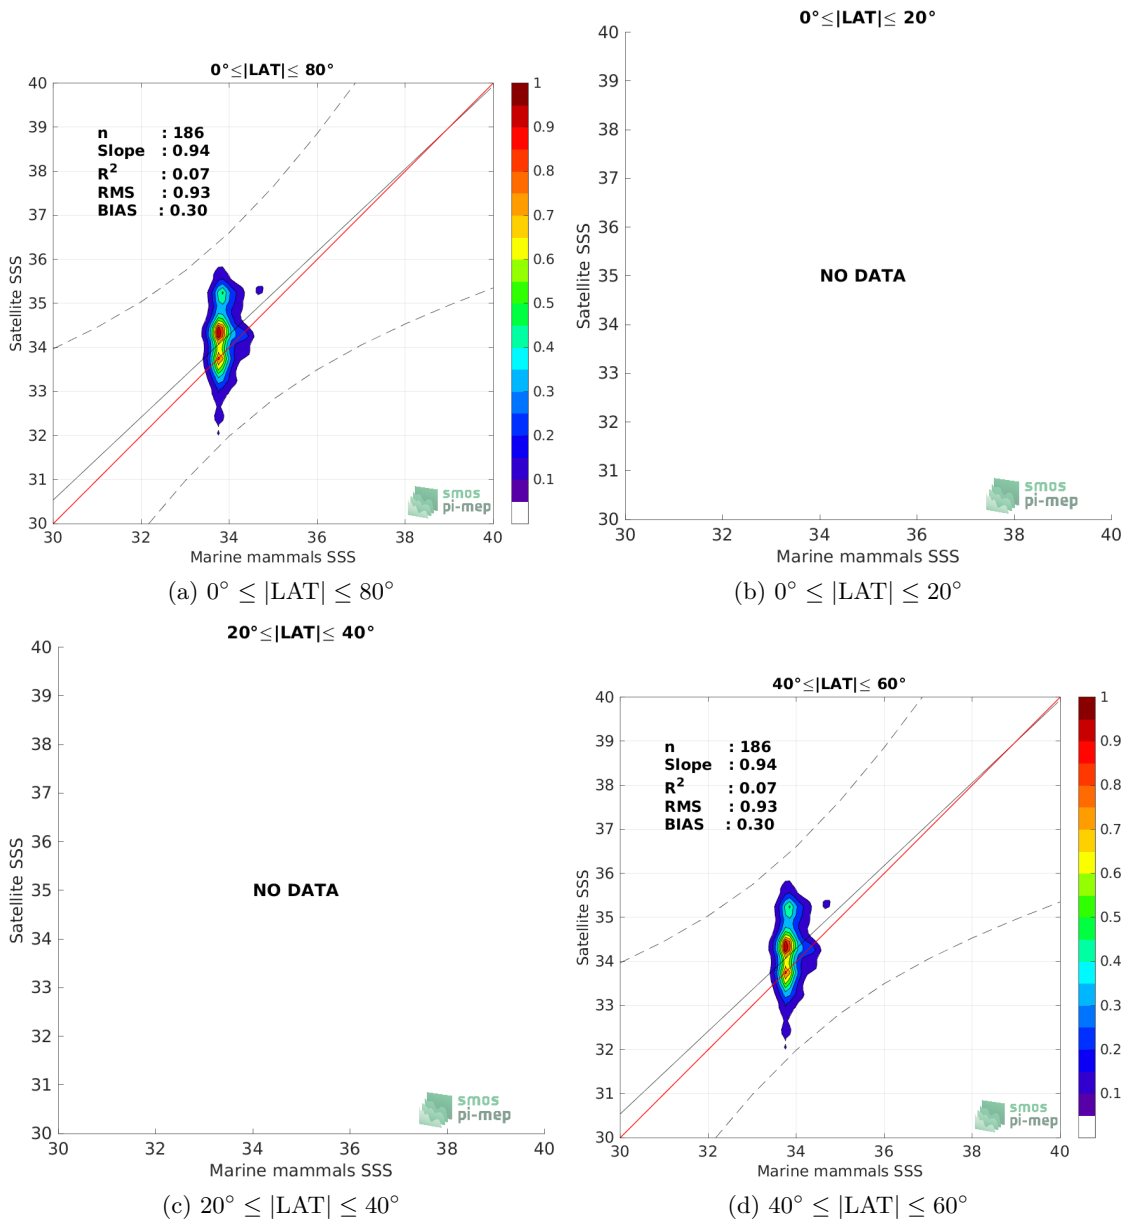 0°≤|LAT|≤ 80°
40
39
38
37
36
35
34
33
32
31
30
Satellite SSS
n : 186
Slope : 0.94
R² : 0.07
RMS : 0.93
BIAS : 0.30
1
0.9
0.8
0.7
0.6
0.5
0.4
0.3
0.2
0.1
smos
pi-mep
30 32 34 36 38 40
Marine mammals SSS
(a) 0° ≤ |LAT| ≤ 80°
0°≤|LAT|≤ 20°
40
39
38
37
36
35
34
33
32
31
30
Satellite SSS
NO DATA
smos
pi-mep
30 32 34 36 38 40
Marine mammals SSS
(b) 0° ≤ |LAT| ≤ 20°
20°≤|LAT|≤ 40°
40
39
38
37
36
35
34
33
32
31
30
Satellite SSS
NO DATA
smos
pi-mep
30 32 34 36 38 40
Marine mammals SSS
(c) 20° ≤ |LAT| ≤ 40°
40°≤|LAT|≤ 60°
40
39
38
37
36
35
34
33
32
31
30
Satellite SSS
n : 186
Slope : 0.94
R² : 0.07
RMS : 0.93
BIAS : 0.30
1
0.9
0.8
0.7
0.6
0.5
0.4
0.3
0.2
0.1
smos
pi-mep
30 32 34 36 38 40
Marine mammals SSS
(d) 40° ≤ |LAT| ≤ 60°